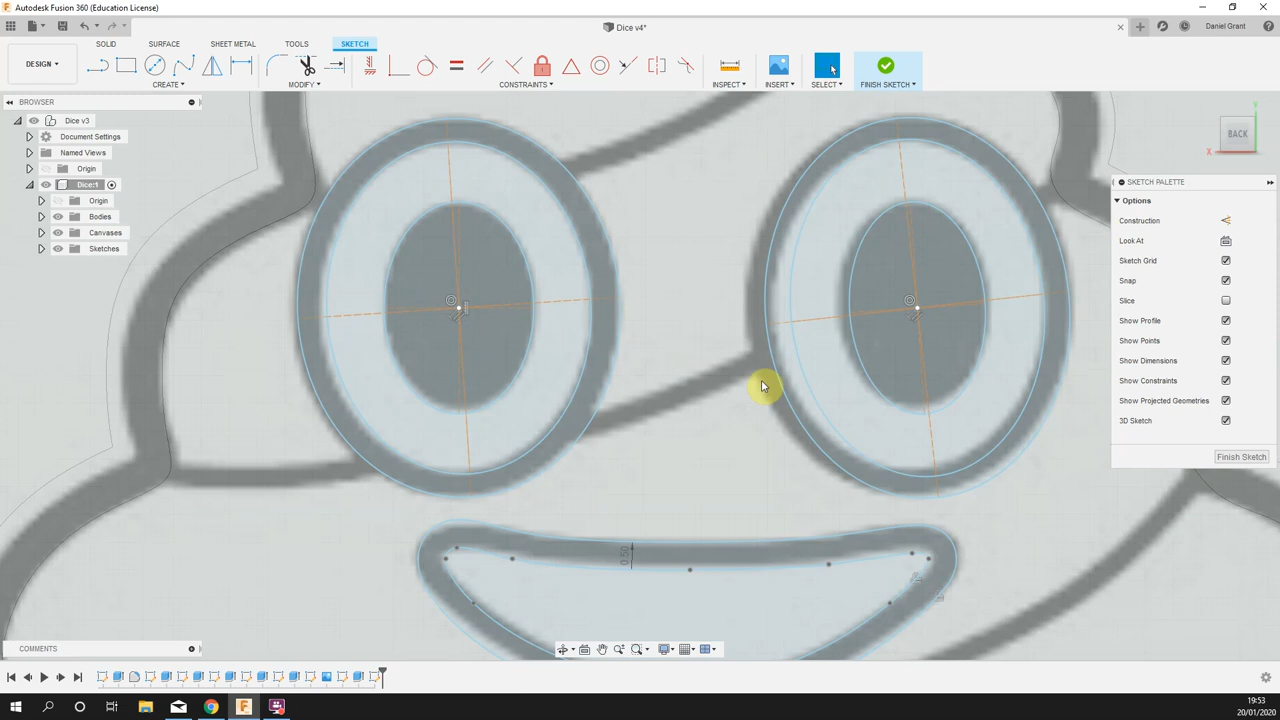 Autodesk Fusion 360 (Education License)
Dice v4*
Daniel Grant
DESIGN
SOLID
SURFACE
SHEET METAL
TOOLS
SKETCH
CREATE
MODIFY
CONSTRAINTS
INSPECT
INSERT
SELECT
FINISH SKETCH
BROWSER
Dice v3
Document Settings
Named Views
Origin
Dice:1
Origin
Bodies
Canvases
Sketches
BACK
X
SKETCH PALETTE
Options
Construction
Look At
Sketch Grid
Snap
Slice
Show Profile
Show Points
Show Dimensions
Show Constraints
Show Projected Geometries
3D Sketch
Finish Sketch
0.50
COMMENTS
19:53
20/01/2020